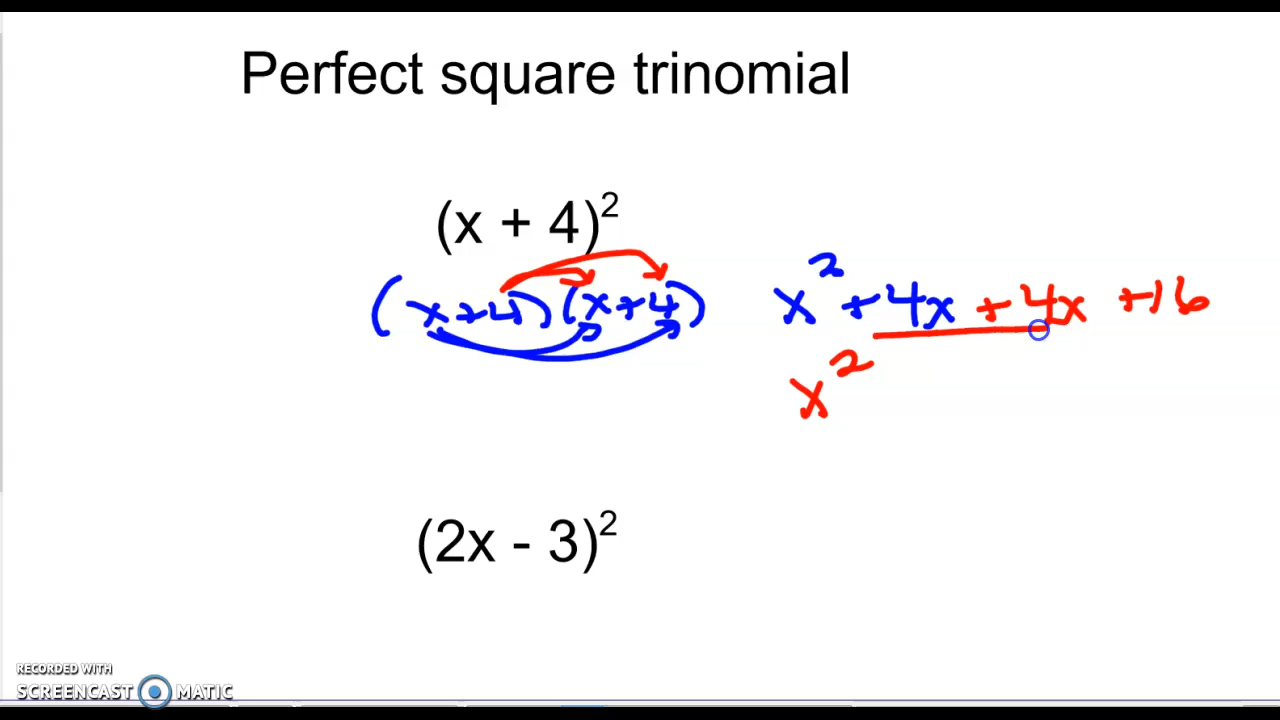 Perfect square trinomial
(x + 4)²
(x+4)(x+4) x² +4x +4x +16
x²
(2x - 3)²
RECORDED WITH
SCREENCAST MATIC